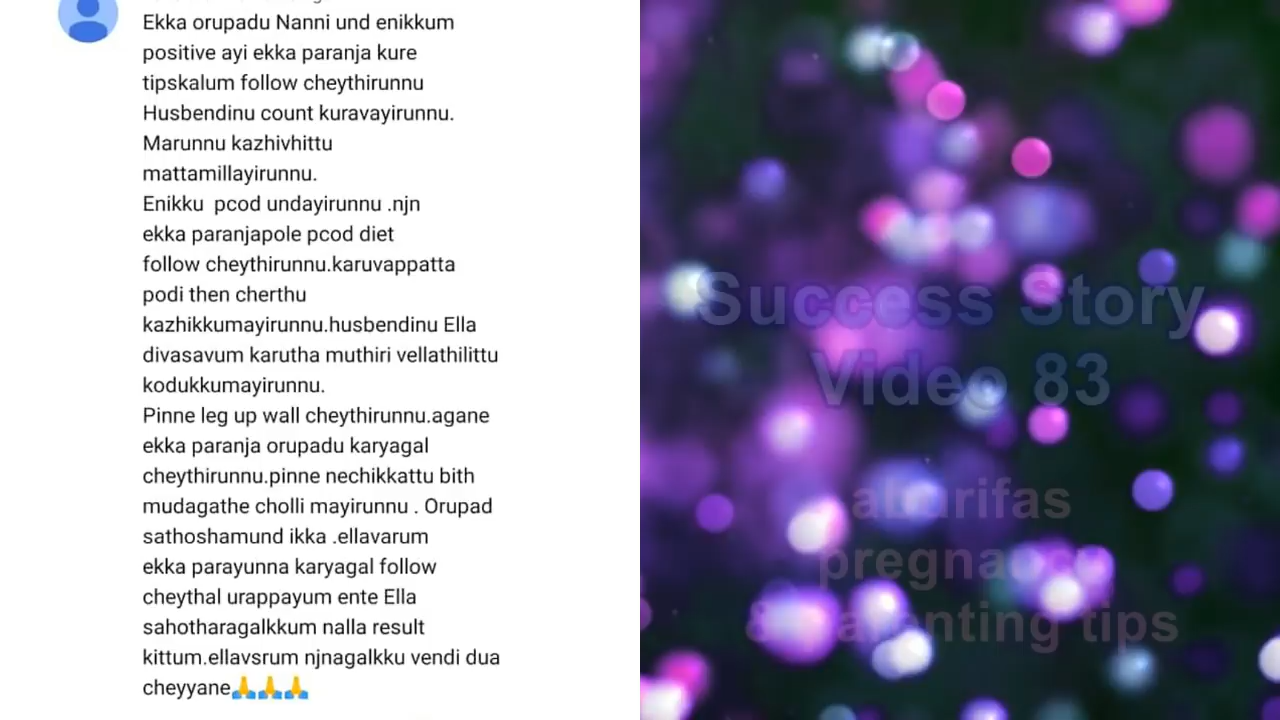 Ekka orupadu Nanni und enikkum
positive ayi ekka paranja kure
tipskalum follow cheythirunnu
Husbendinu count kuravayirunnu.
Marunnu kazhivhittu
mattamillayirunnu.
Enikku  pcod undayirunnu .njn
ekka paranjapole pcod diet
follow cheythirunnu.karuvappatta
podi then cherthu
kazhikkumayirunnu.husbendinu Ella
divasavum karutha muthiri vellathilittu
kodukkumayirunnu.
Pinne leg up wall cheythirunnu.agane
ekka paranja orupadu karyagal
cheythirunnu.pinne nechikkattu bith
mudagathe cholli mayirunnu . Orupad
sathoshamund ikka .ellavarum
ekka parayunna karyagal follow
cheythal urappayum ente Ella
sahotharagalkkum nalla result
kittum.ellavsrum njnagalkku vendi dua
cheyyane🙏🙏🙏
Success Story
Video 83
& parenting tips